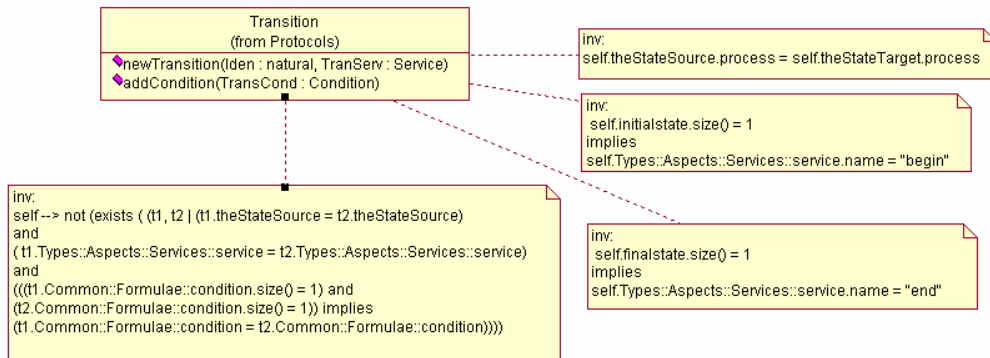 Transition
(from Protocols)
newTransition(Iden : natural, TranServ : Service)
addCondition(TransCond : Condition)
inv:
self.theStateSource.process = self.theStateTarget.process
inv:
self.initialstate.size() = 1
implies
self.Types::Aspects::Services::service.name = "begin"
inv:
self --> not (exists ( (t1, t2 | (t1.theStateSource = t2.theStateSource)
and
( t1.Types::Aspects::Services::service = t2.Types::Aspects::Services::service)
and
(((t1.Common::Formulae::condition.size() = 1) and
(t2.Common::Formulae::condition.size() = 1)) implies
(t1.Common::Formulae::condition = t2.Common::Formulae::condition))))
inv:
self.finalstate.size() = 1
implies
self.Types::Aspects::Services::service.name = "end"